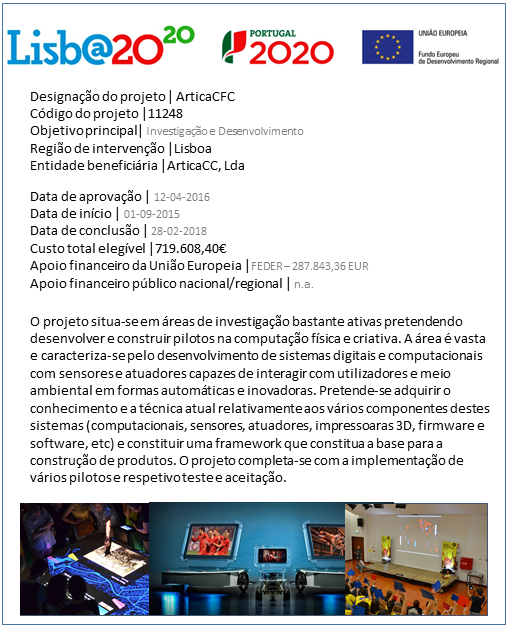 Lisb@20²⁰
PORTUGAL
2020
UNIÃO EUROPEIA
Fundo Europeu
de Desenvolvimento Regional
Designação do projeto | ArticaCFC
Código do projeto |11248
Objetivo principal| Investigação e Desenvolvimento
Região de intervenção |Lisboa
Entidade beneficiária |ArticaCC, Lda
Data de aprovação | 12-04-2016
Data de início | 01-09-2015
Data de conclusão | 28-02-2018
Custo total elegível |719.608,40€
Apoio financeiro da União Europeia |FEDER – 287.843,36 EUR
Apoio financeiro público nacional/regional | n.a.
O projeto situa-se em áreas de investigação bastante ativas pretendendo
desenvolver e construir pilotos na computação física e criativa. A área é vasta
e caracteriza-se pelo desenvolvimento de sistemas digitais e computacionais
com sensores e atuadores capazes de interagir com utilizadores e meio
ambiental em formas automáticas e inovadoras. Pretende-se adquirir o
conhecimento e a técnica atual relativamente aos vários componentes destes
sistemas (computacionais, sensores, atuadores, impressoaras 3D, firmware e
software, etc) e constituir uma framework que constitua a base para a
construção de produtos. O projeto completa-se com a implementação de
vários pilotos e respetivo teste e aceitação.